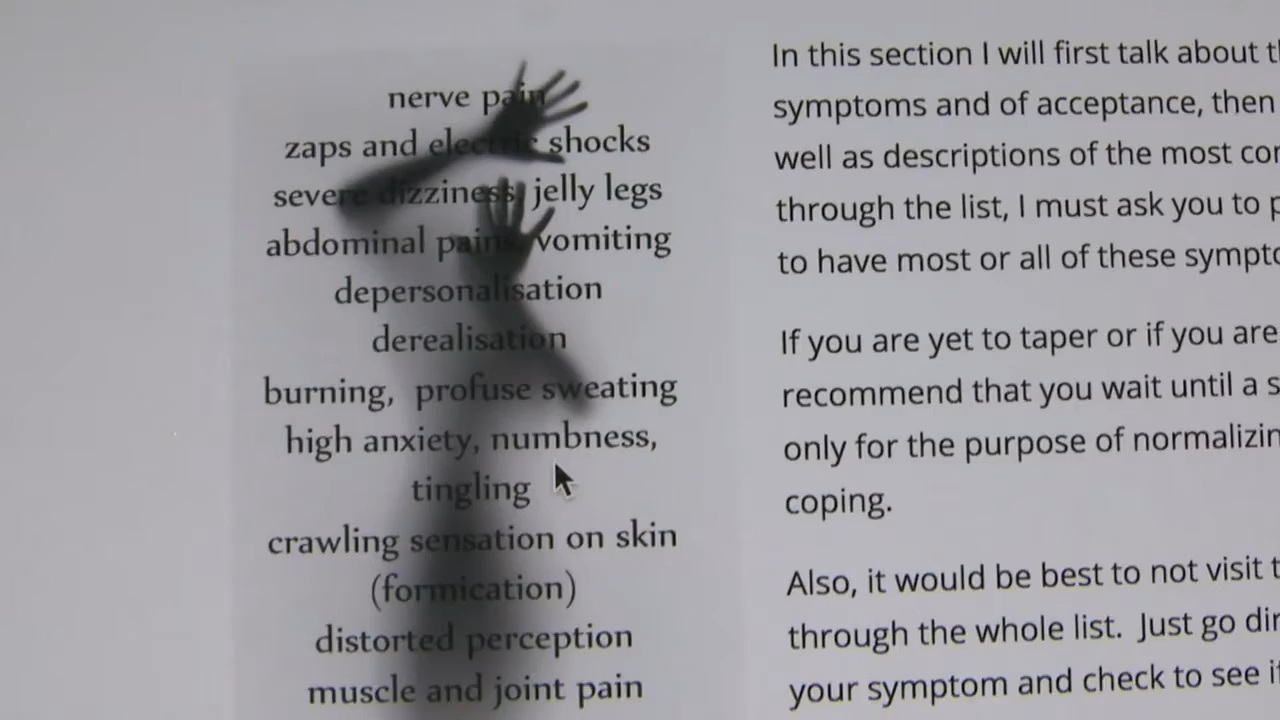 nerve pain
zaps and electric shocks
severe dizziness, jelly legs
abdominal pains, vomiting
depersonalisation
derealisation
burning, profuse sweating
high anxiety, numbness,
tingling
crawling sensation on skin
(formication)
distorted perception
muscle and joint pain
In this section I will first talk about
symptoms and of acceptance, then
well as descriptions of the most
through the list, I must ask you to
to have most or all of these
If you are yet to taper or if you are
recommend that you wait until a
only for the purpose of
coping.
Also, it would be best to not visit
through the whole list. Just go
your symptom and check to see